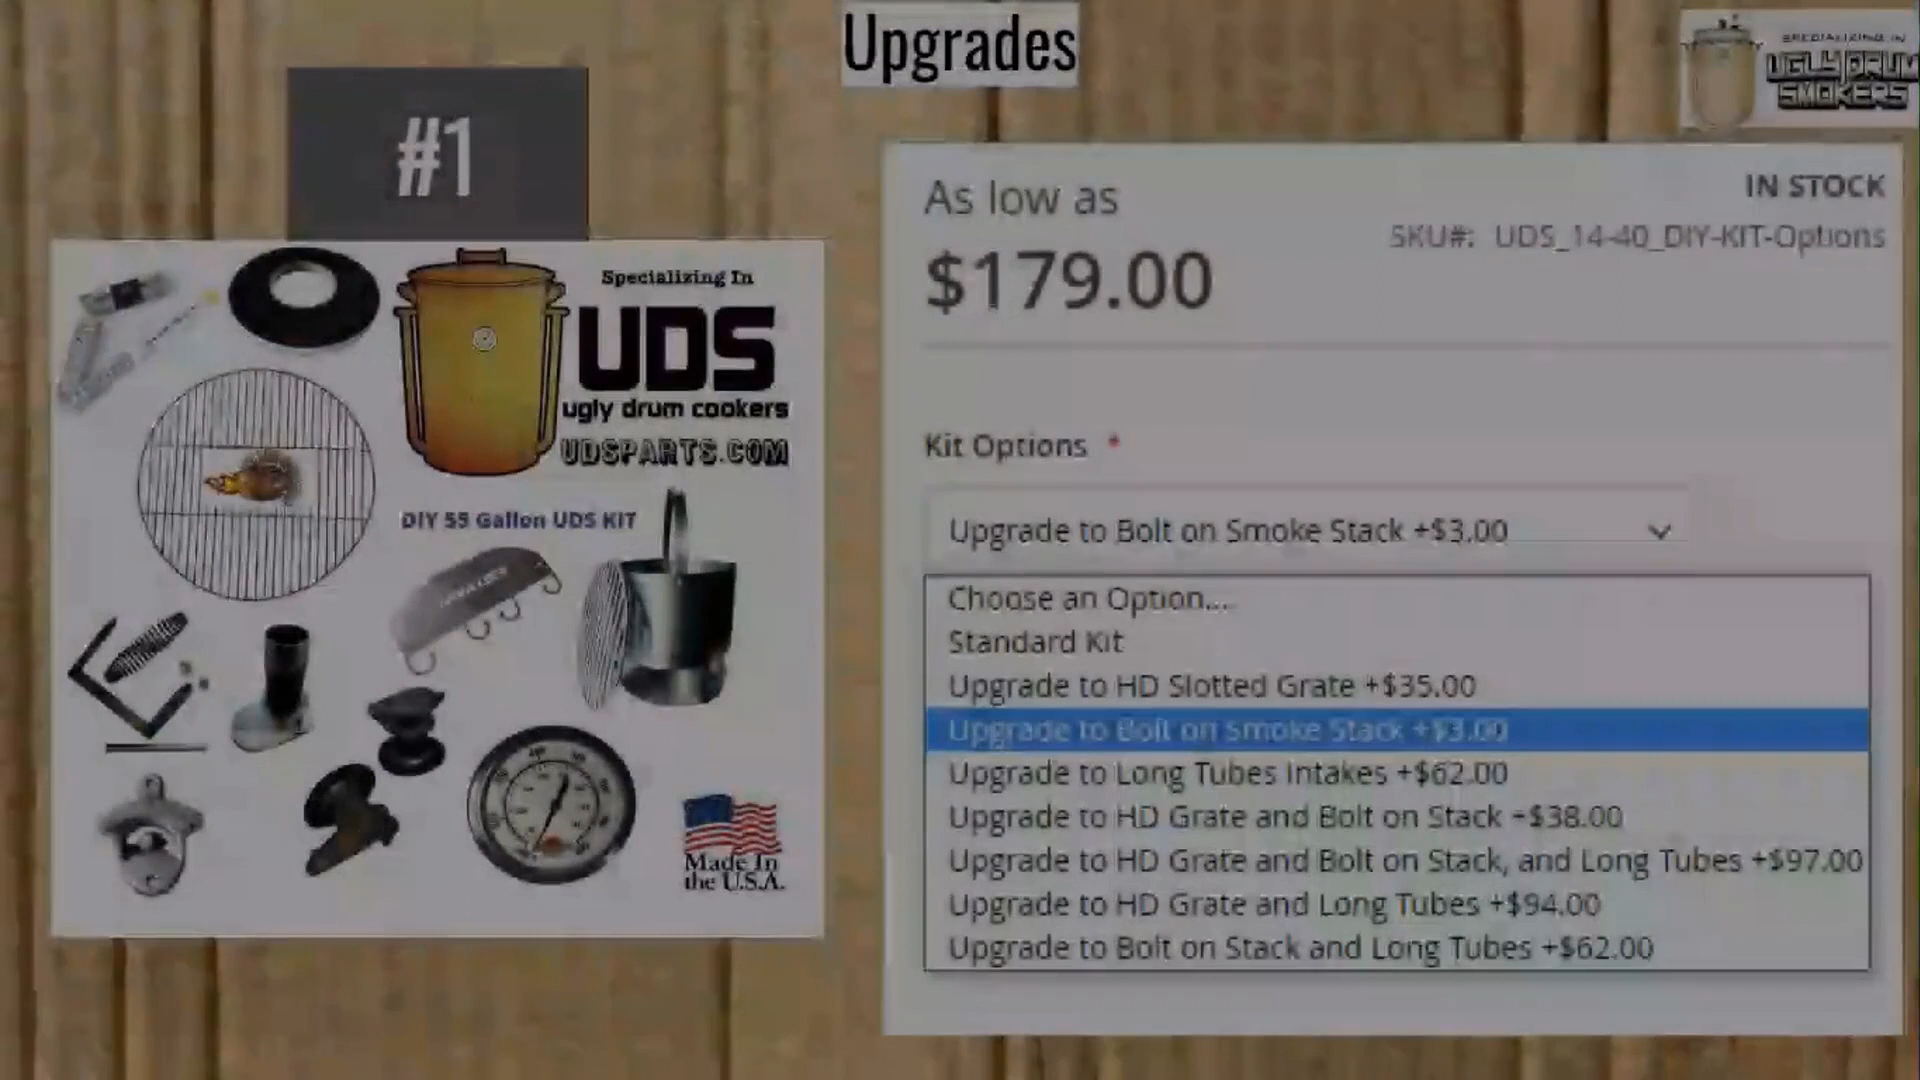 Upgrades
SPECIALIZING IN
UGLY DRUM
SMOKERS
#1
Specializing In
UDS
ugly drum cookers
UDSPARTS.COM
DIY 55 Gallon UDS KIT
Made In
the U.S.A.
As low as
$179.00
IN STOCK
SKU#: UDS_14-40_DIY-KIT-Options
Kit Options *
Upgrade to Bolt on Smoke Stack +$3.00
Choose an Option...
Standard Kit
Upgrade to HD Slotted Grate +$35.00
Upgrade to Bolt on Smoke Stack +$3.00
Upgrade to Long Tubes Intakes +$62.00
Upgrade to HD Grate and Bolt on Stack +$38.00
Upgrade to HD Grate and Bolt on Stack, and Long Tubes +$97.00
Upgrade to HD Grate and Long Tubes +$94.00
Upgrade to Bolt on Stack and Long Tubes +$62.00